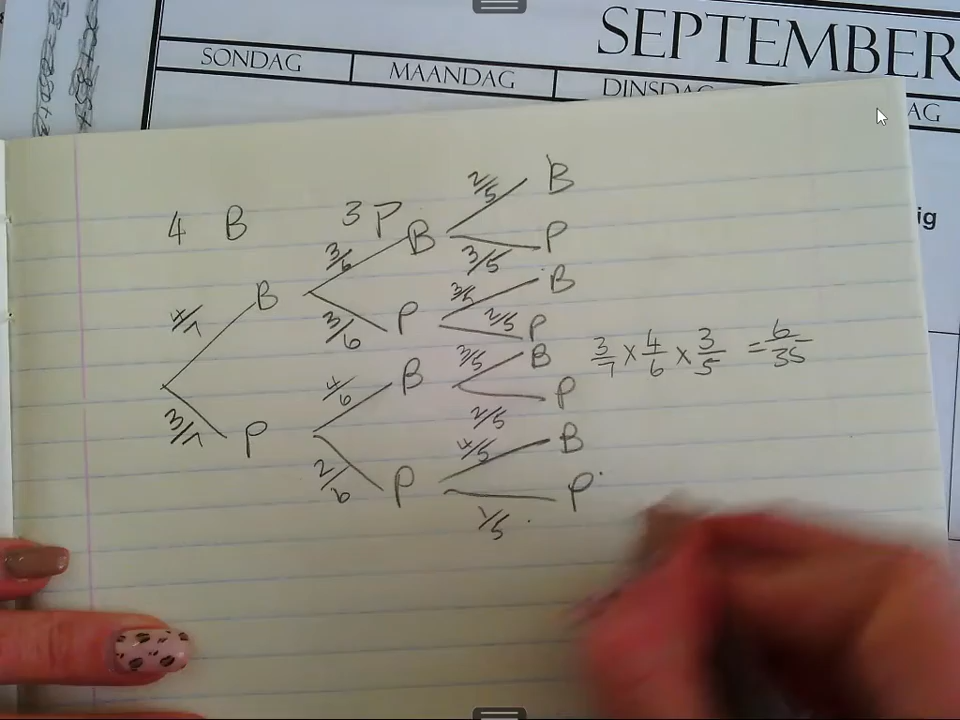 SEPTEMBER
SONDAG MAANDAG DINSDAG AG
ig
4 B 3 P
2/5 B
3/6 B
3/5 P
4/7 B
3/5 B
3/6 P
2/5 P
3/5 B 3/7 × 4/6 × 3/5 = 6/35
4/6 B
2/5 P
3/7 P
4/5 B
2/6 P
1/5 P